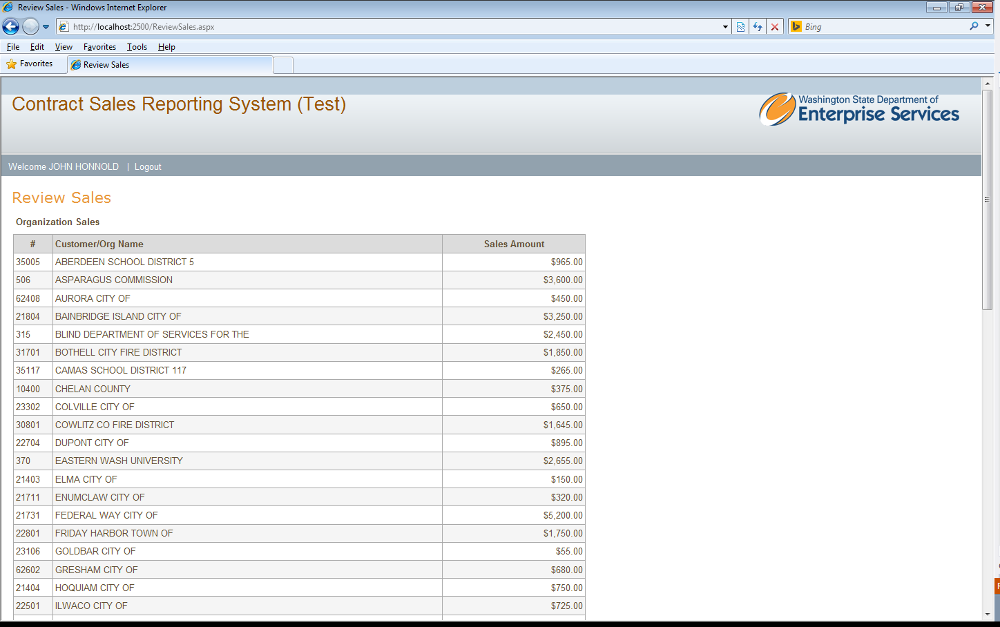 Review Sales - Windows Internet Explorer
http://localhost:2500/ReviewSales.aspx
Bing
File Edit View Favorites Tools Help
Favorites Review Sales
Contract Sales Reporting System (Test)
Washington State Department of
Enterprise Services
Welcome JOHN HONNOLD | Logout
Review Sales
Organization Sales
# Customer/Org Name Sales Amount
35005 ABERDEEN SCHOOL DISTRICT 5 $965.00
506 ASPARAGUS COMMISSION $3,600.00
62408 AURORA CITY OF $450.00
21804 BAINBRIDGE ISLAND CITY OF $3,250.00
315 BLIND DEPARTMENT OF SERVICES FOR THE $2,450.00
31701 BOTHELL CITY FIRE DISTRICT $1,850.00
35117 CAMAS SCHOOL DISTRICT 117 $265.00
10400 CHELAN COUNTY $375.00
23302 COLVILLE CITY OF $650.00
30801 COWLITZ CO FIRE DISTRICT $1,645.00
22704 DUPONT CITY OF $895.00
370 EASTERN WASH UNIVERSITY $2,655.00
21403 ELMA CITY OF $150.00
21711 ENUMCLAW CITY OF $320.00
21731 FEDERAL WAY CITY OF $5,200.00
22801 FRIDAY HARBOR TOWN OF $1,750.00
23106 GOLDBAR CITY OF $55.00
62602 GRESHAM CITY OF $680.00
21404 HOQUIAM CITY OF $750.00
22501 ILWACO CITY OF $725.00